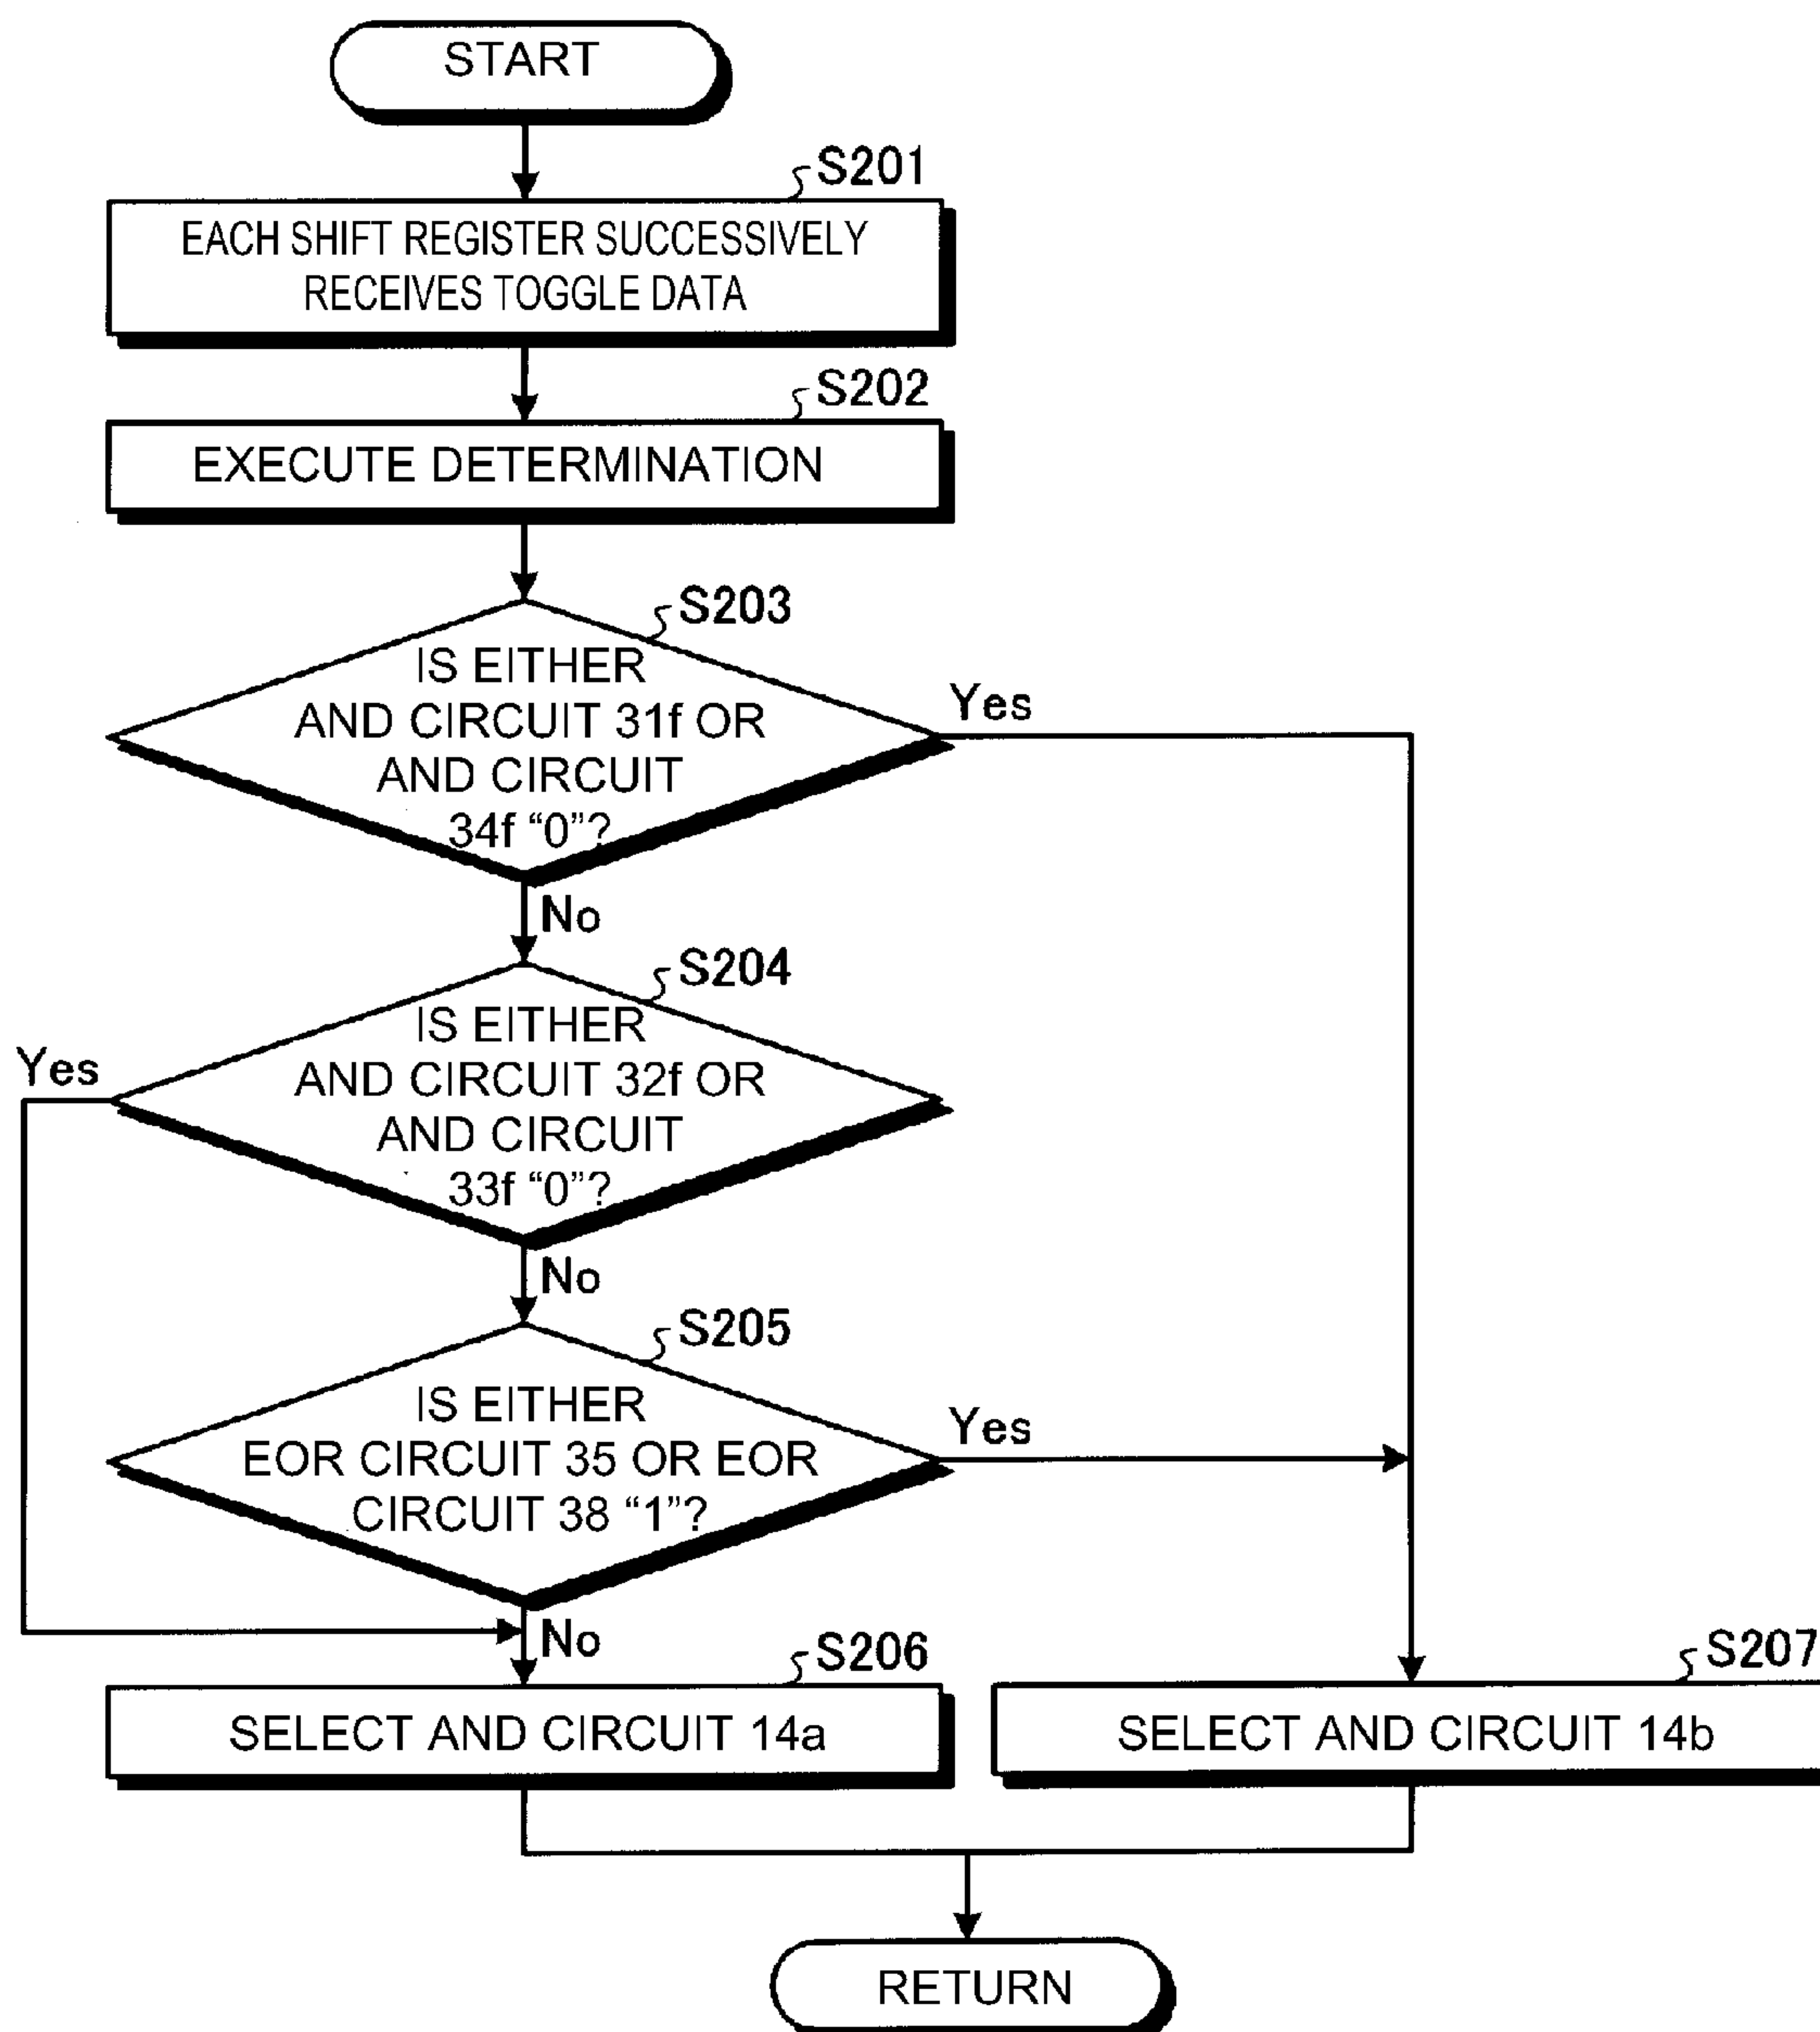 START
S201
EACH SHIFT REGISTER SUCCESSIVELY
RECEIVES TOGGLE DATA
S202
EXECUTE DETERMINATION
S203
IS EITHER
AND CIRCUIT 31f OR
AND CIRCUIT
34f “0”?
Yes
No
S204
IS EITHER
AND CIRCUIT 32f OR
AND CIRCUIT
33f “0”?
Yes
No
S205
IS EITHER
EOR CIRCUIT 35 OR EOR
CIRCUIT 38 “1”?
Yes
No
S206
SELECT AND CIRCUIT 14a
S207
SELECT AND CIRCUIT 14b
RETURN